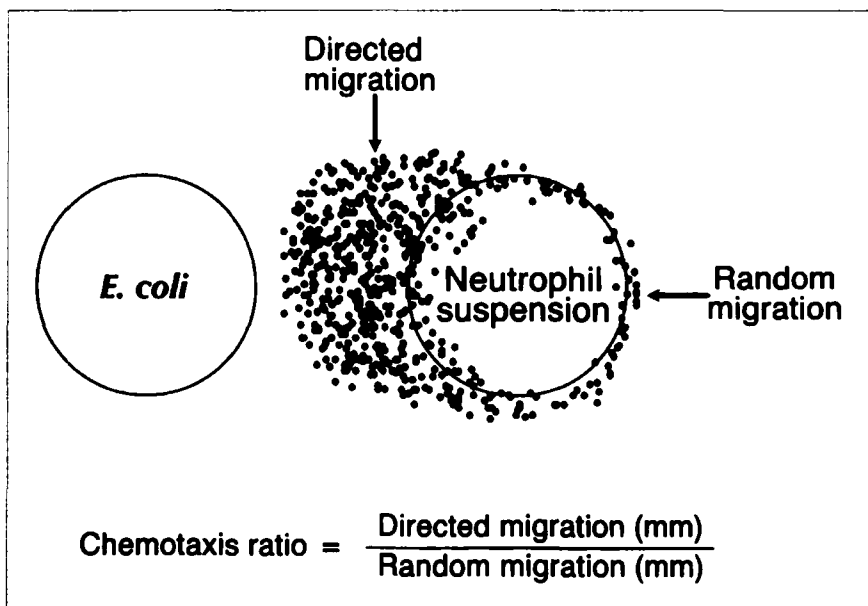 Directed
migration
E. coli
Neutrophil
suspension
Random
migration
Chemotaxis ratio = Directed migration (mm)
Random migration (mm)